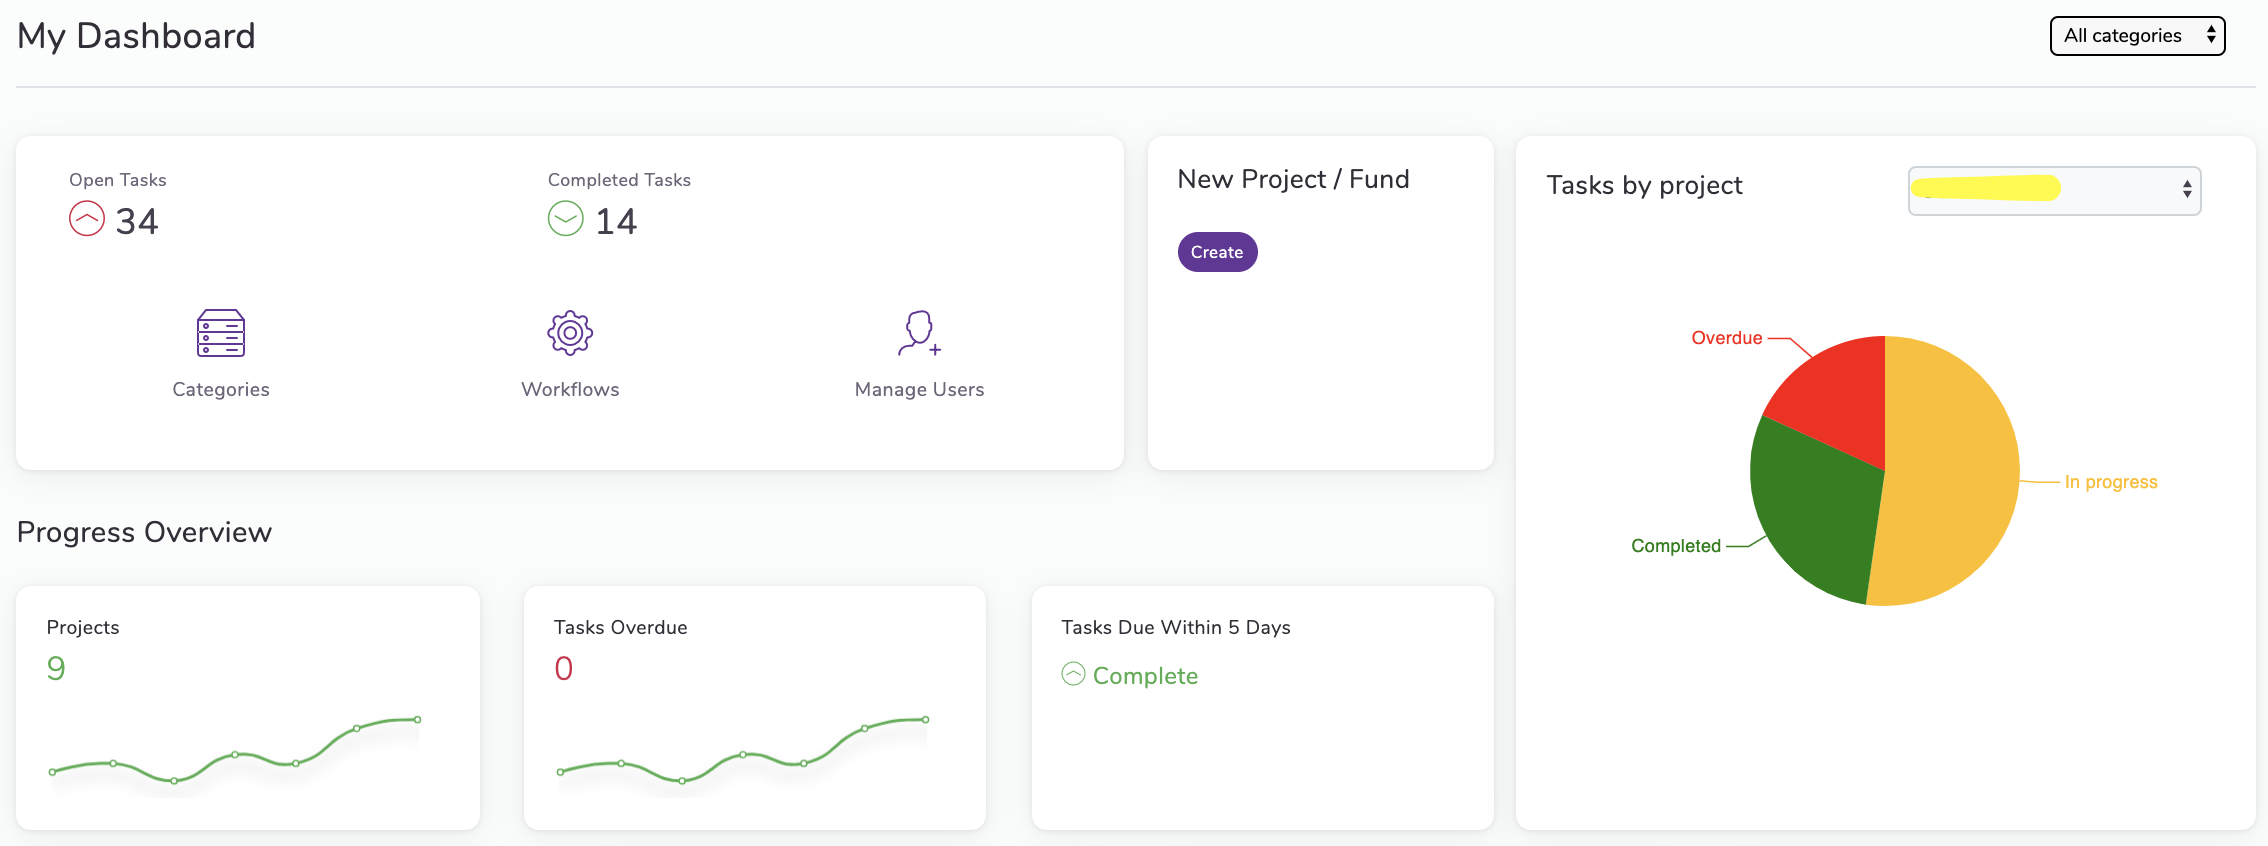 My Dashboard
All categories
Open Tasks
34
Completed Tasks
14
Categories
Workflows
Manage Users
New Project / Fund
Create
Tasks by project
Overdue
In progress
Completed
Progress Overview
Projects
9
Tasks Overdue
0
Tasks Due Within 5 Days
Complete